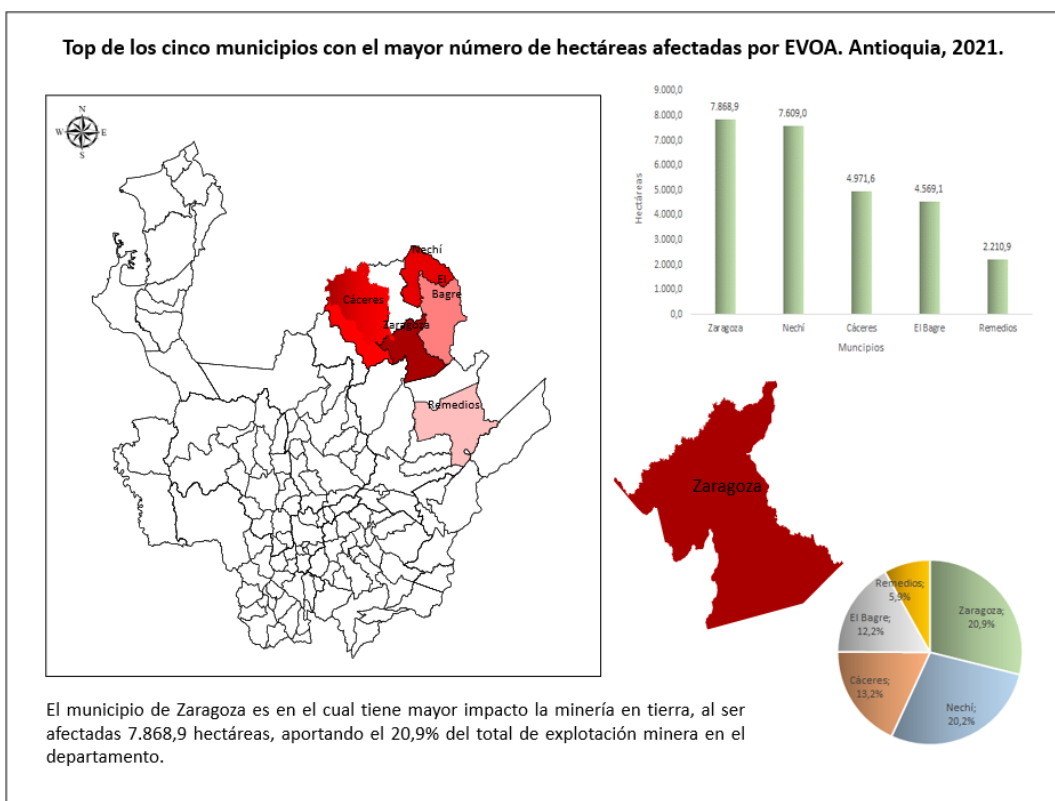 Top de los cinco municipios con el mayor número de hectáreas afectadas por EVOA. Antioquia, 2021.
N
W
E
S
Nechí
El
Bagre
Cáceres
Zaragoza
Remedios
Hectáreas
9.000,0
8.000,0
7.000,0
6.000,0
5.000,0
4.000,0
3.000,0
2.000,0
1.000,0
0,0
7.868,9
7.609,0
4.971,6
4.569,1
2.210,9
Zaragoza
Nechí
Cáceres
El Bagre
Remedios
Muncipios
Zaragoza
Remedios;
5,9%
Zaragoza;
20,9%
El Bagre;
12,2%
Cáceres;
13,2%
Nechí;
20,2%
El municipio de Zaragoza es en el cual tiene mayor impacto la minería en tierra, al ser
afectadas 7.868,9 hectáreas, aportando el 20,9% del total de explotación minera en el
departamento.